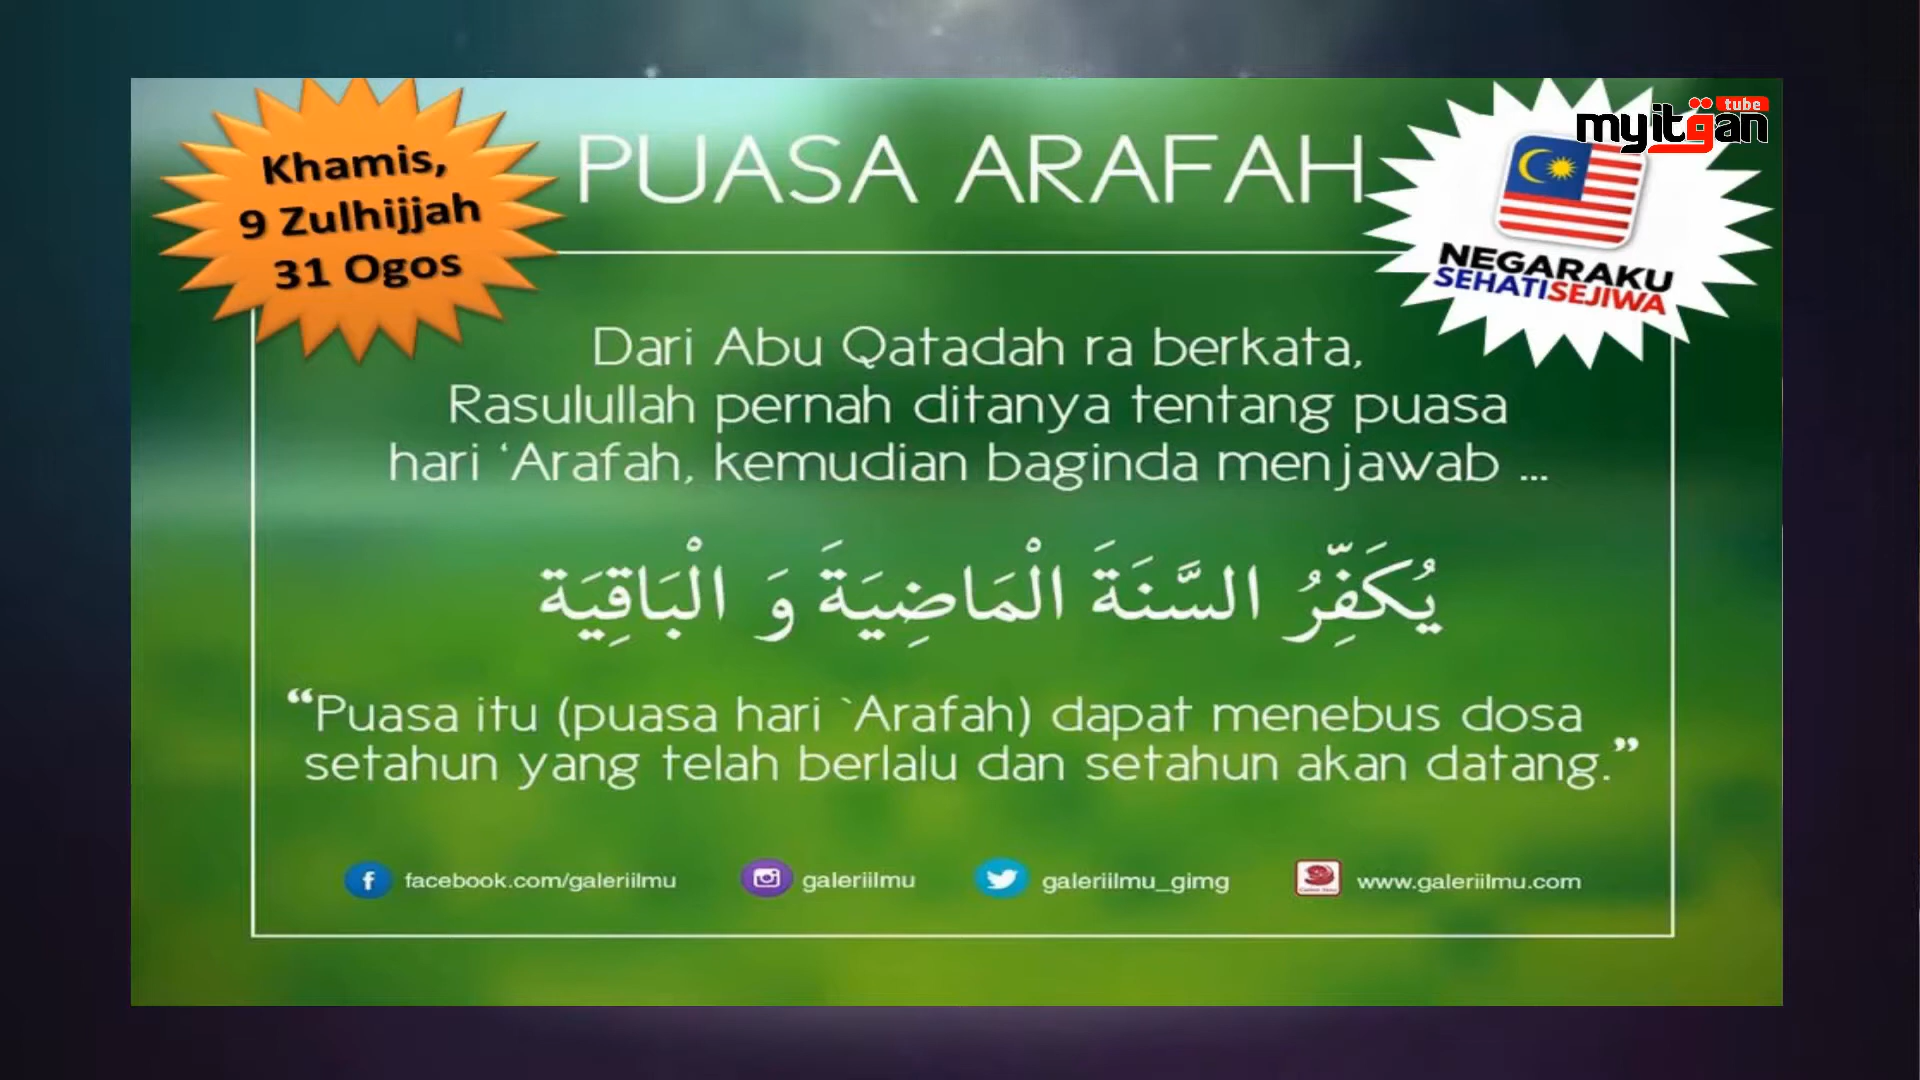 Khamis,
9 Zulhijjah
31 Ogos
PUASA ARAFAH
tube
myitqan
NEGARAKU
SEHATISEJIWA
Dari Abu Qatadah ra berkata,
Rasulullah pernah ditanya tentang puasa
hari ‘Arafah, kemudian baginda menjawab ...
يُكَفِّرُ السَّنَةَ الْمَاضِيَةَ وَ الْبَاقِيَة
“Puasa itu (puasa hari `Arafah) dapat menebus dosa
setahun yang telah berlalu dan setahun akan datang.”
facebook.com/galeriilmu galeriilmu galeriilmu_gimg www.galeriilmu.com